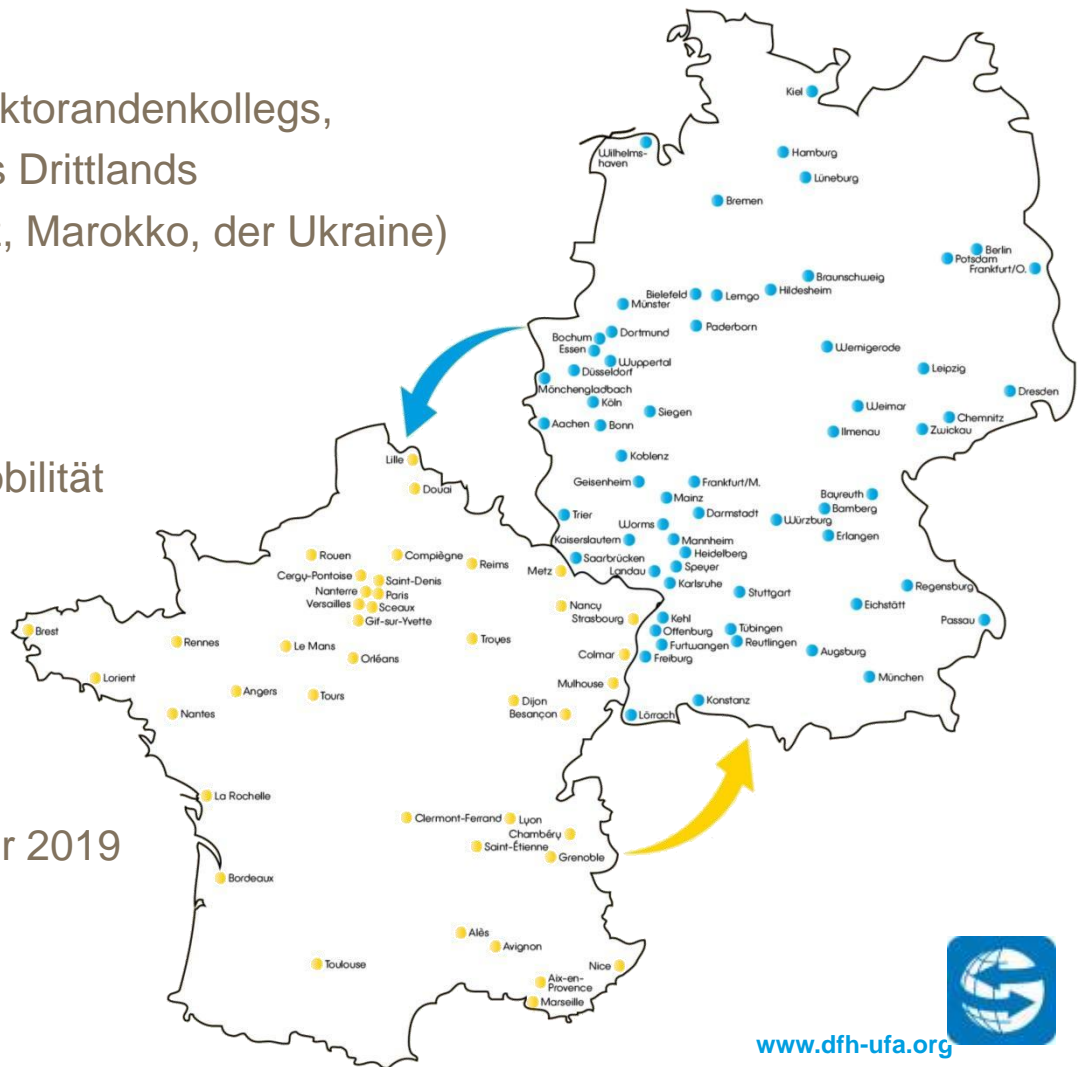 ktorandenkollegs,
s Drittlands
, Marokko, der Ukraine)
obilität
r 2019
Kiel
Wilhelms-
haven
Hamburg
Lüneburg
Bremen
Berlin
Potsdam
Frankfurt/O.
Braunschweig
Hildesheim
Bielefeld
Lemgo
Münster
Paderborn
Bochum
Dortmund
Essen
Wuppertal
Düsseldorf
Mönchengladbach
Köln
Siegen
Aachen
Bonn
Wernigerode
Leipzig
Dresden
Weimar
Chemnitz
Ilmenau
Zwickau
Koblenz
Geisenheim
Frankfurt/M.
Mainz
Bayreuth
Bamberg
Trier
Darmstadt
Würzburg
Worms
Erlangen
Kaiserslautern
Mannheim
Heidelberg
Saarbrücken
Speyer
Landau
Karlsruhe
Stuttgart
Regensburg
Eichstätt
Passau
Kehl
Offenburg
Tübingen
Furtwangen
Reutlingen
Freiburg
Augsburg
München
Konstanz
Lörrach
Lille
Douai
Rouen
Compiègne
Reims
Metz
Cergy-Pontoise
Saint-Denis
Nanterre
Paris
Versailles
Sceaux
Gif-sur-Yvette
Nancy
Strasbourg
Brest
Rennes
Le Mans
Troyes
Orléans
Colmar
Lorient
Angers
Tours
Mulhouse
Nantes
Dijon
Besançon
La Rochelle
Clermont-Ferrand
Lyon
Chambéry
Saint-Étienne
Grenoble
Bordeaux
Alès
Avignon
Toulouse
Nice
Aix-en-
Provence
Marseille
www.dfh-ufa.org